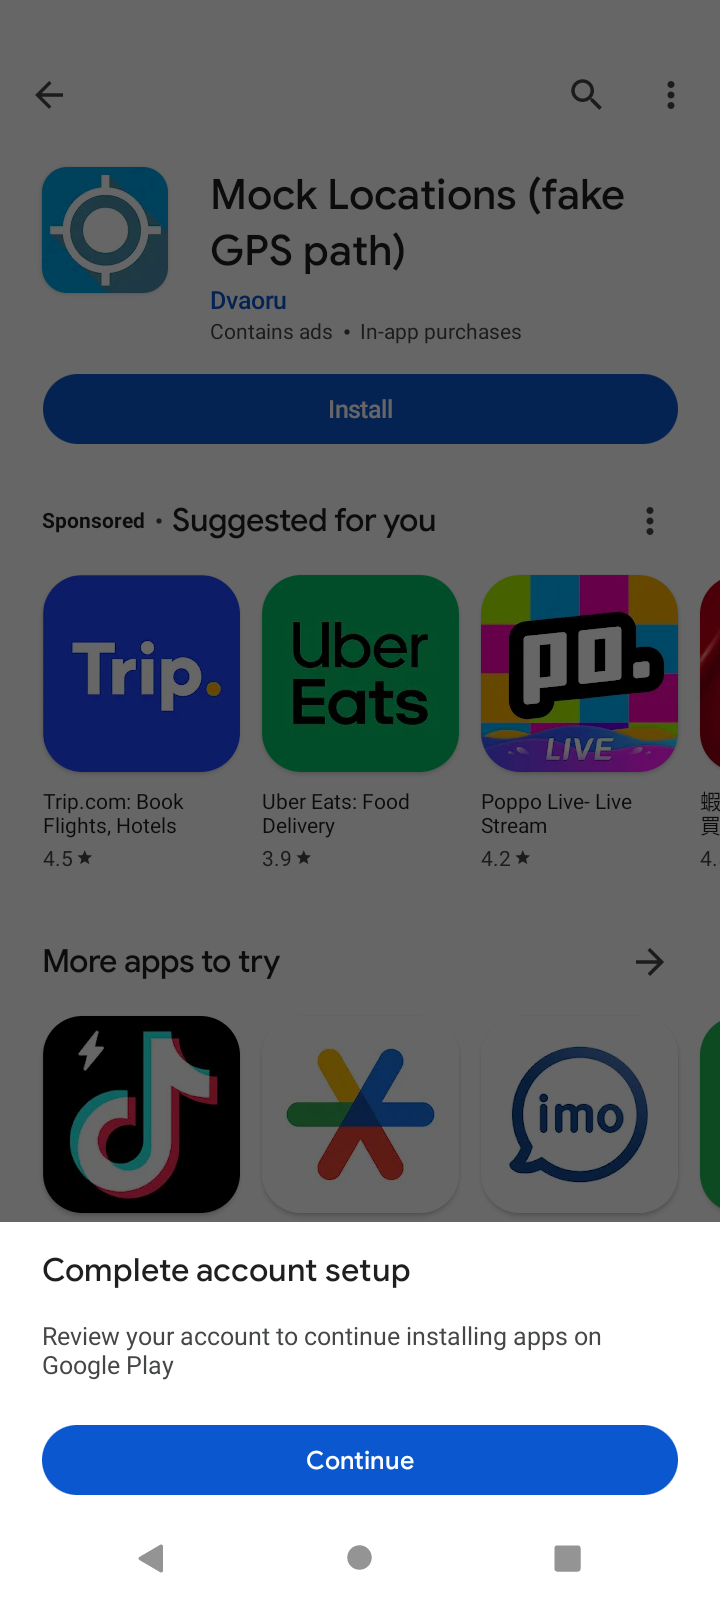 Mock Locations (fake
GPS path)
Dvaoru
Contains ads • In-app purchases
Install
Sponsored • Suggested for you
Trip.
Uber
Eats
po.
LIVE
Trip.com: Book
Flights, Hotels
4.5 ★
Uber Eats: Food
Delivery
3.9 ★
Poppo Live- Live
Stream
4.2 ★
蝦
買
4.
More apps to try
imo
Complete account setup
Review your account to continue installing apps on
Google Play
Continue